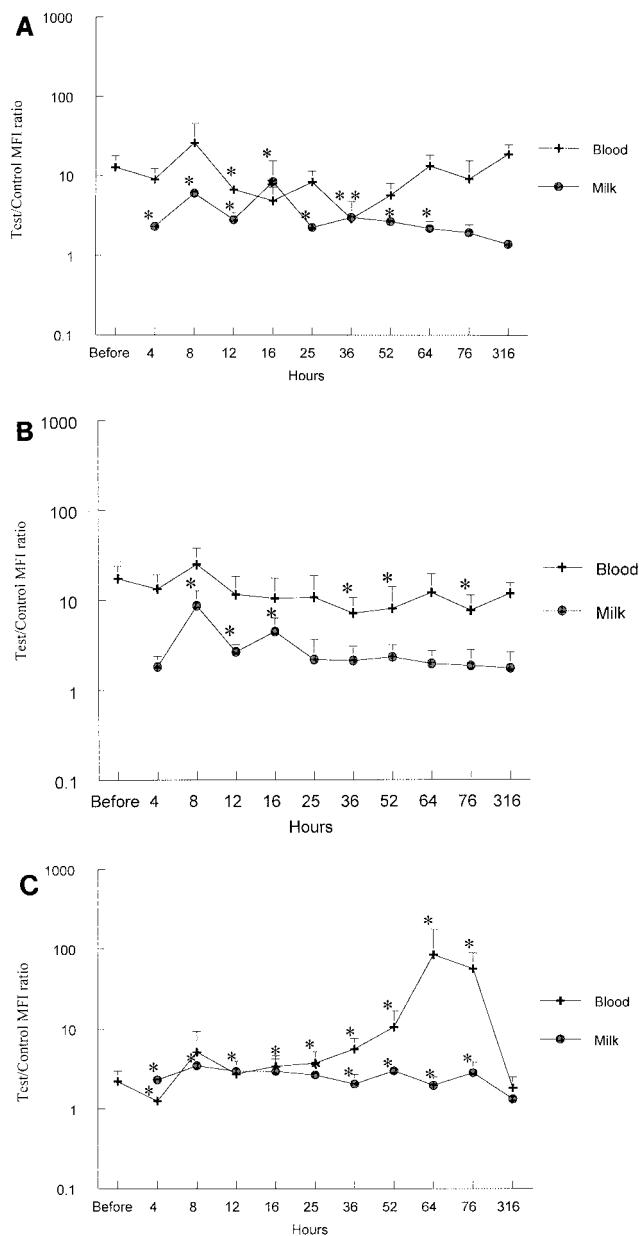 A
1000
100
10
1
0.1
Test/Control MFI ratio
* * * * * * * * * * *
Blood
Milk
Before 4 8 12 16 25 36 52 64 76 316
Hours
B
1000
100
10
1
0.1
Test/Control MFI ratio
* * * * * *
Blood
Milk
Before 4 8 12 16 25 36 52 64 76 316
Hours
C
1000
100
10
1
0.1
Test/Control MFI ratio
* * * * * * * * * * * * * *
Blood
Milk
Before 4 8 12 16 25 36 52 64 76 316
Hours